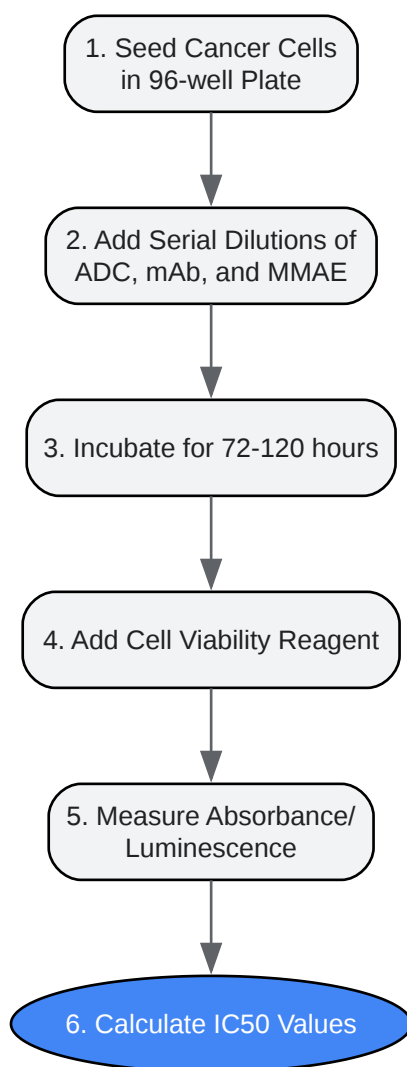 1. Seed Cancer Cells
in 96-well Plate
2. Add Serial Dilutions of
ADC, mAb, and MMAE
3. Incubate for 72-120 hours
4. Add Cell Viability Reagent
5. Measure Absorbance/
Luminescence
6. Calculate IC50 Values